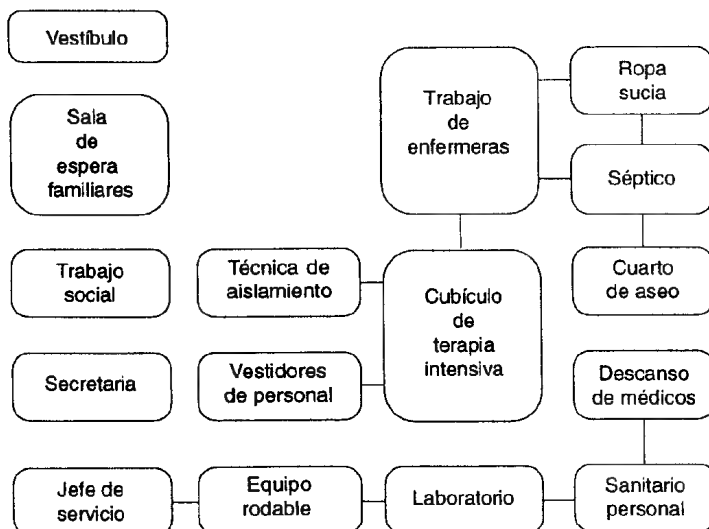 Vestíbulo
Sala
de
espera
familiares
Trabajo
de
enfermeras
Ropa
sucia
Séptico
Trabajo
social
Técnica de
aislamiento
Cubículo
de
terapia
intensiva
Cuarto
de aseo
Secretaria
Vestidores
de personal
Descanso
de médicos
Jefe de
servicio
Equipo
rodable
Laboratorio
Sanitario
personal